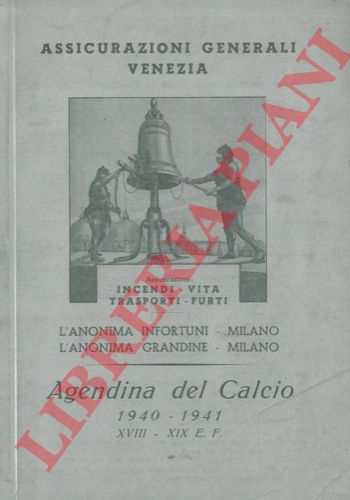 ASSICURAZIONI GENERALI
VENEZIA
Assicurazioni:
INCENDI - VITA
TRASPORTI - FURTI
L'ANONIMA INFORTUNI - MILANO
L'ANONIMA GRANDINE - MILANO
Agendina del Calcio
1940 - 1941
XVIII - XIX E. F.
LIBRERIA PIANI